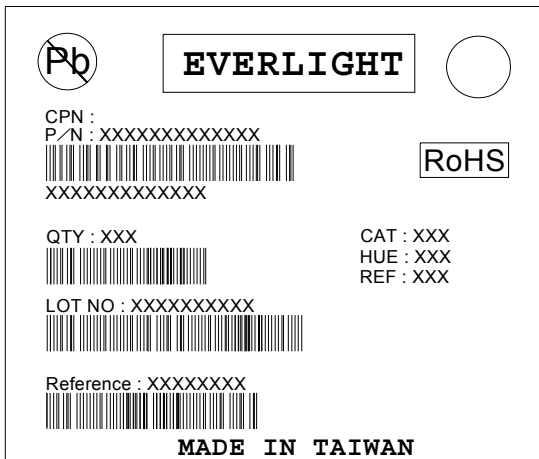 Pb
EVERLIGHT
CPN :
P/N : XXXXXXXXXXXXX
RoHS
XXXXXXXXXXXXX
QTY : XXX
CAT : XXX
HUE : XXX
REF : XXX
LOT NO : XXXXXXXXXX
Reference : XXXXXXXX
MADE IN TAIWAN